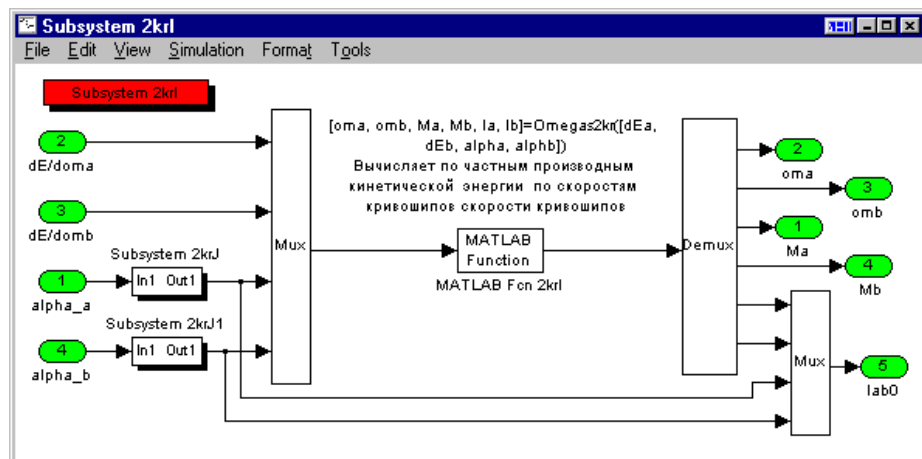 Subsystem 2krl
File Edit View Simulation Format Tools
Subsystem 2krl
[oma, omb, Ma, Mb, Ia, Ib]=Omegas2kr([dEa,
dEb, alpha, alphb])
Вычисляет по частным производным
кинетической энергии по скоростям
кривошипов скорости кривошипов
2
dE/doma
3
dE/domb
Subsystem 2krJ
1
In1 Out1
alpha_a
Subsystem 2krJ1
4
In1 Out1
alpha_b
Mux
MATLAB
Function
MATLAB Fcn 2krl
Demux
2
oma
3
omb
1
Ma
4
Mb
Mux
5
Iab0